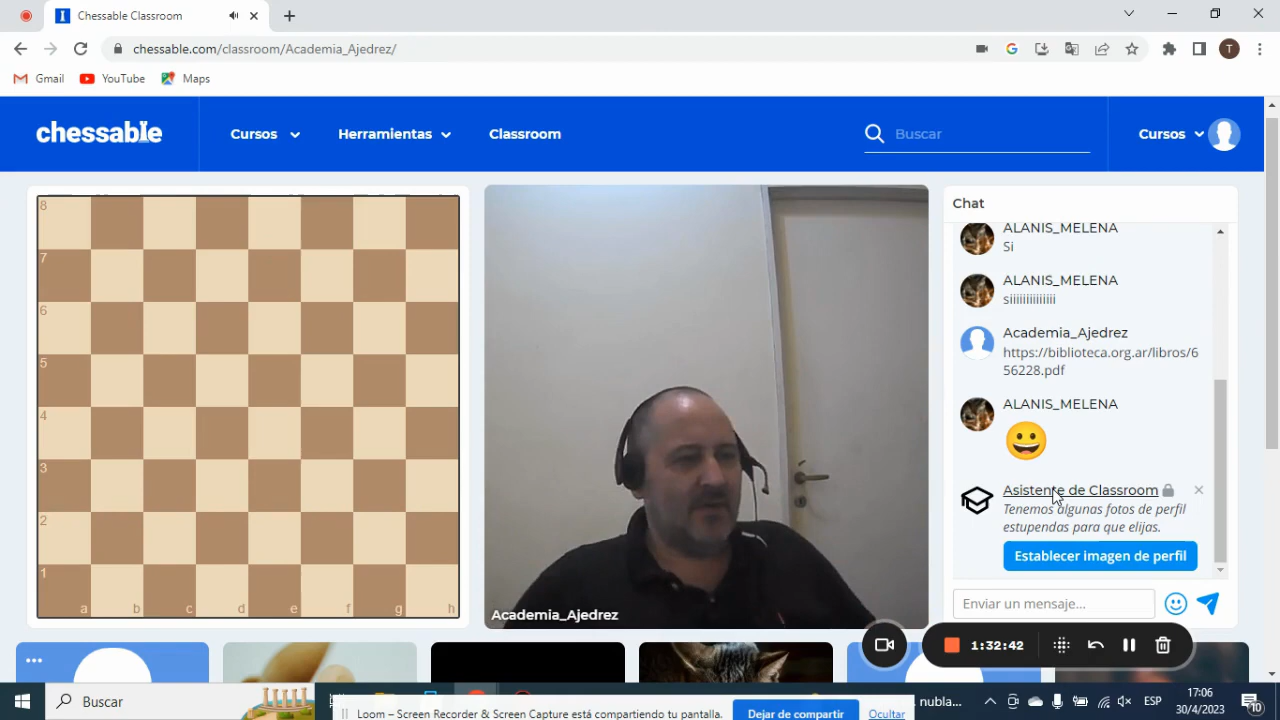 Chessable Classroom
chessable.com/classroom/Academia_Ajedrez/
Gmail YouTube Maps
T
chessable
Cursos
Herramientas
Classroom
Buscar
Cursos
8
7
6
5
4
3
2
1
a b c d e f g h
Academia_Ajedrez
Chat
ALANIS_MELENA
Si
ALANIS_MELENA
siiiiiiiiiiiiii
Academia_Ajedrez
https://biblioteca.org.ar/libros/6
56228.pdf
ALANIS_MELENA
Asistente de Classroom
Tenemos algunas fotos de perfil
estupendas para que elijas.
Establecer imagen de perfil
Enviar un mensaje...
1:32:42
Buscar
Loom – Screen Recorder & Screen Capture está compartiendo tu pantalla.
Dejar de compartir
Ocultar
nubla...
ESP
17:06
30/4/2023
10